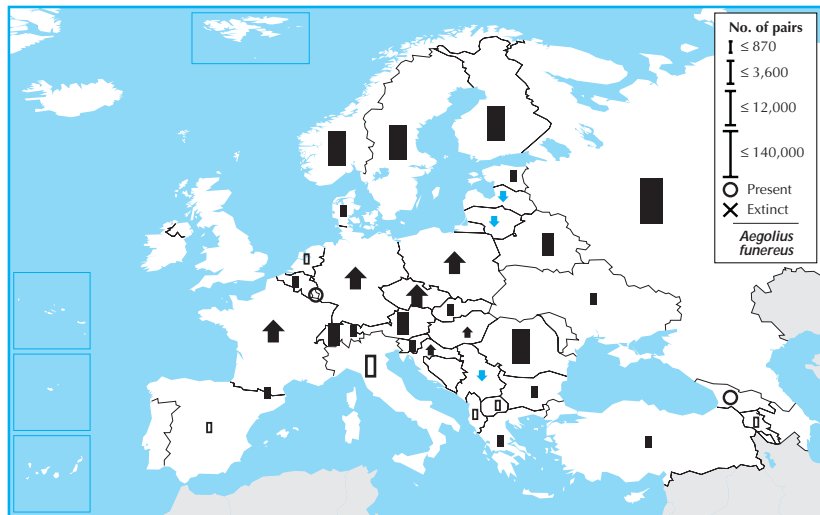 No. of pairs
≤ 870
≤ 3,600
≤ 12,000
≤ 140,000
Present
Extinct
Aegolius
funereus